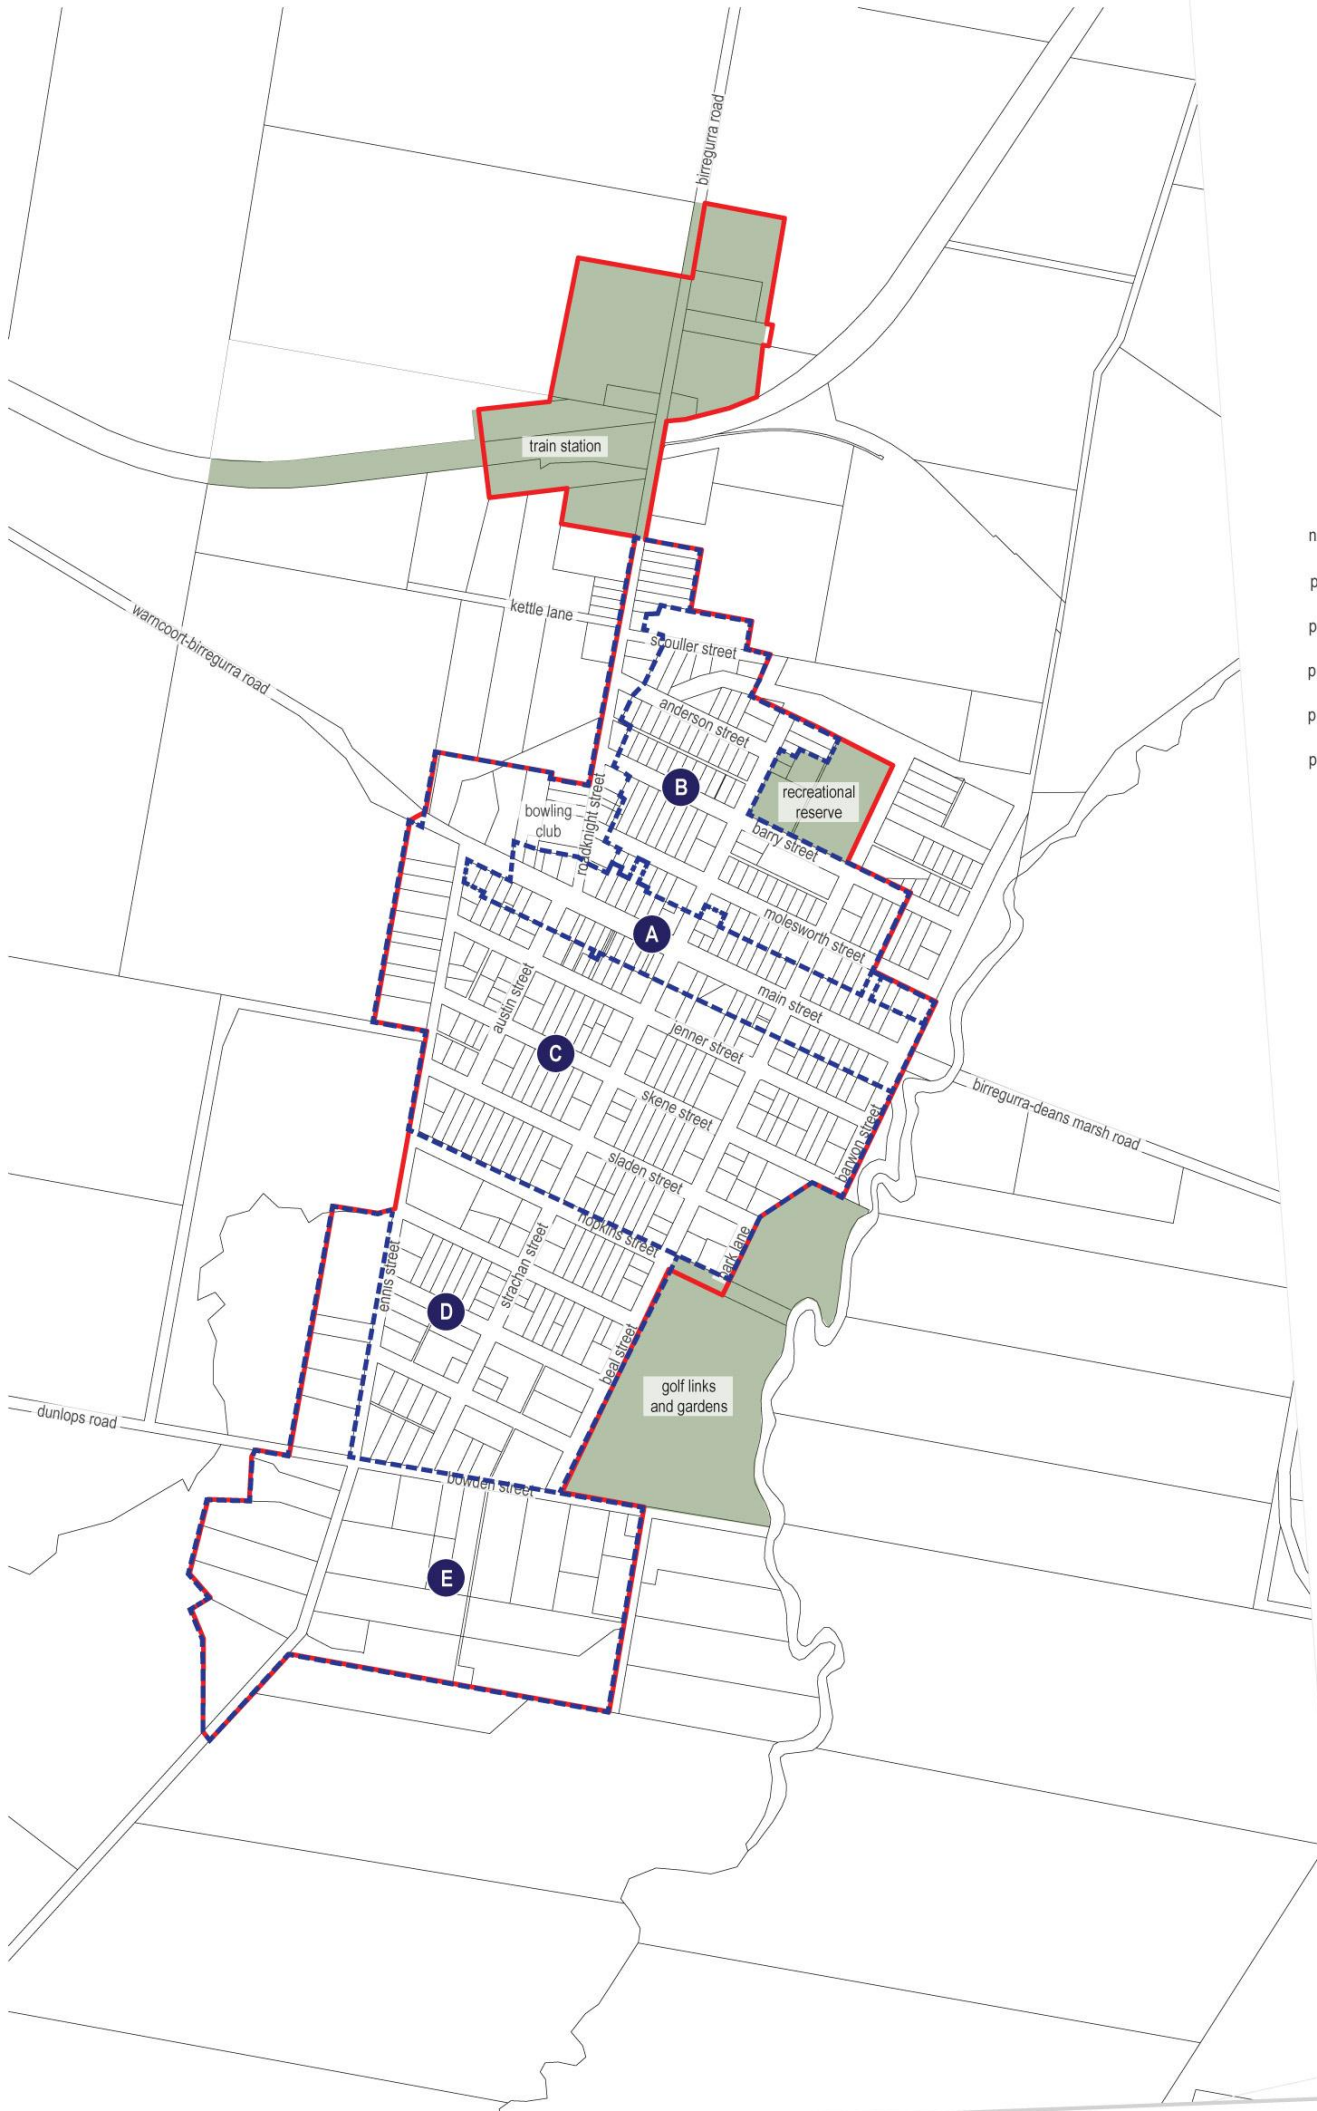 birregurra road
train station
kettle lane
warncoort-birregurra road
scouller street
anderson street
B
recreational
reserve
bowling
club
roadknight street
barry street
A
molesworth street
main street
austin street
jenner street
C
skene street
birregurra-deans marsh road
barwon street
sladen street
hopkins street
park lane
strachan street
ennis street
D
beal street
golf links
and gardens
dunlops road
bowden street
E
n
p
p
p
p
p